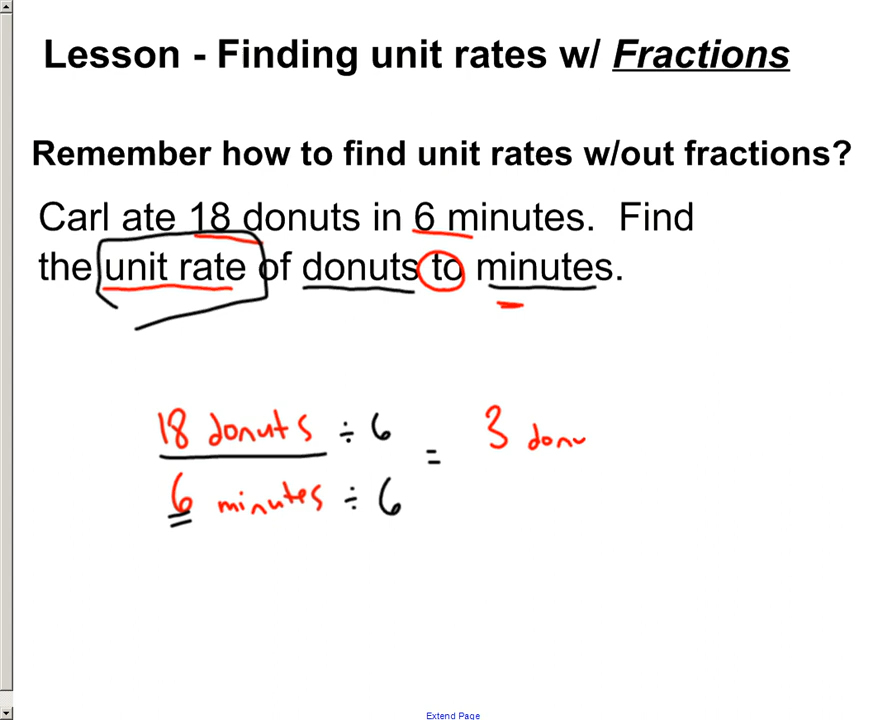 Lesson - Finding unit rates w/ Fractions
Remember how to find unit rates w/out fractions?
Carl ate 18 donuts in 6 minutes. Find
the unit rate of donuts to minutes.
18 donuts ÷ 6 = 3 donu
6 minutes ÷ 6
Extend Page